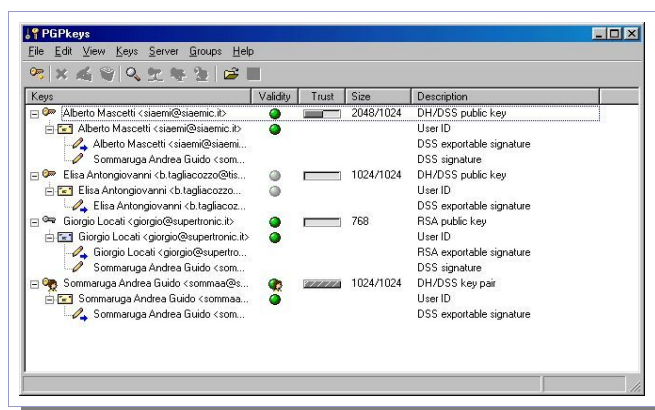 PGPkeys
File Edit View Keys Server Groups Help
Keys Validity Trust Size Description
Alberto Mascetti <siaemi@siaemic.it> 2048/1024 DH/DSS public key
Alberto Mascetti <siaemi@siaemic.it> User ID
Alberto Mascetti <siaemi@siaemi... DSS exportable signature
Sommaruga Andrea Guido <som... DSS signature
Elisa Antongiovanni <b.tagliacozzo@tis... 1024/1024 DH/DSS public key
Elisa Antongiovanni <b.tagliacozzo... User ID
Elisa Antongiovanni <b.tagliacoz... DSS exportable signature
Giorgio Locati <giorgio@supertronic.it> 768 RSA public key
Giorgio Locati <giorgio@supertronic.it> User ID
Giorgio Locati <giorgio@supertro... RSA exportable signature
Sommaruga Andrea Guido <som... DSS signature
Sommaruga Andrea Guido <sommaa@s... 1024/1024 DH/DSS key pair
Sommaruga Andrea Guido <sommaa... User ID
Sommaruga Andrea Guido <som... DSS exportable signature